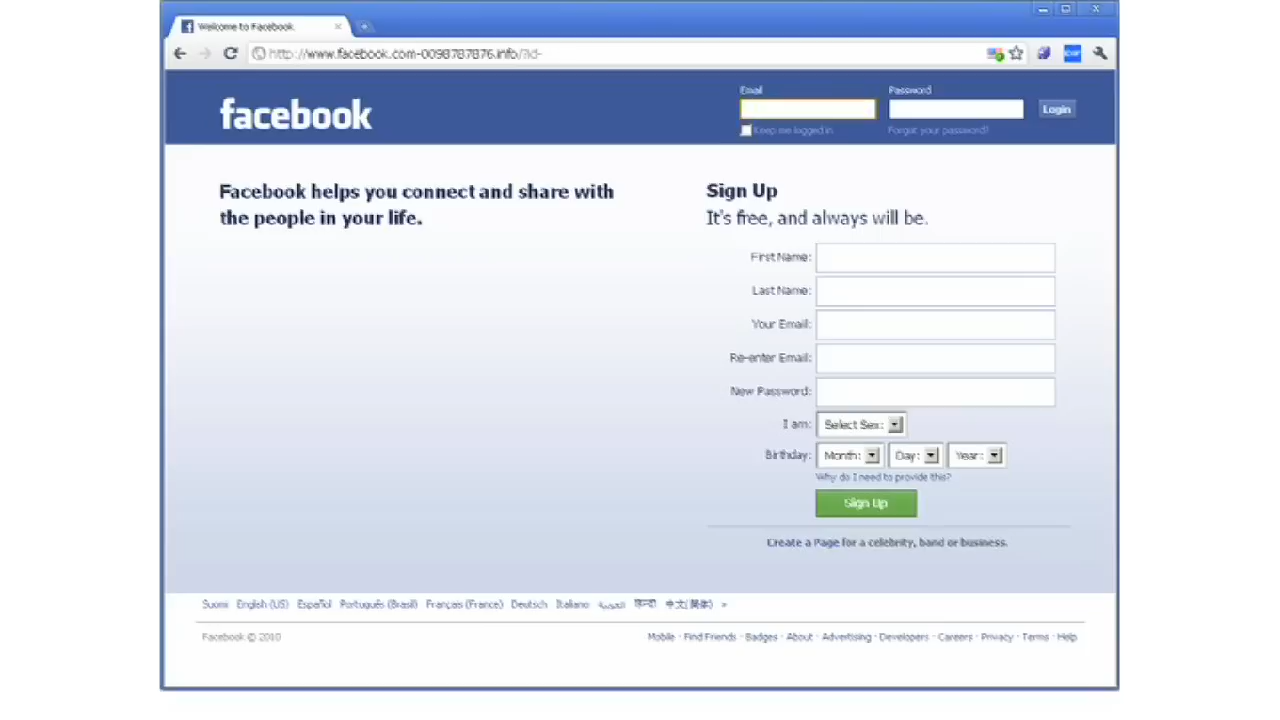 Welcome to Facebook
http://www.facebook.com-0098787876.info/?id-
facebook
Email
Password
Login
Keep me logged in
Forgot your password?
Facebook helps you connect and share with
the people in your life.
Sign Up
It's free, and always will be.
First Name:
Last Name:
Your Email:
Re-enter Email:
New Password:
I am: Select Sex:
Birthday: Month: Day: Year:
Why do I need to provide this?
Sign Up
Create a Page for a celebrity, band or business.
Suomi English (US) Español Português (Brasil) Français (France) Deutsch Italiano العربية हिन्दी 中文(简体) »
Facebook © 2010
Mobile · Find Friends · Badges · About · Advertising · Developers · Careers · Privacy · Terms · Help